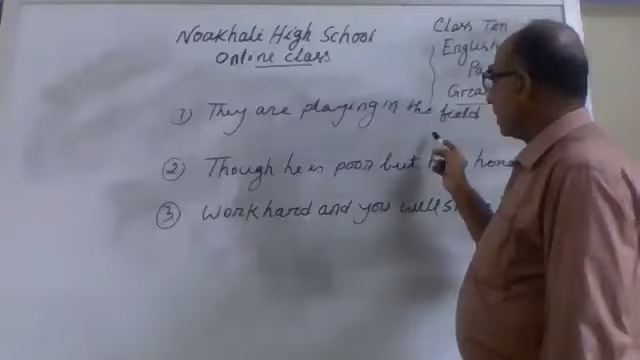 Noakhali High School
Online class
Class Ten
English
① They are playing in the field
② Though he is poor but
③ Work hard and you will